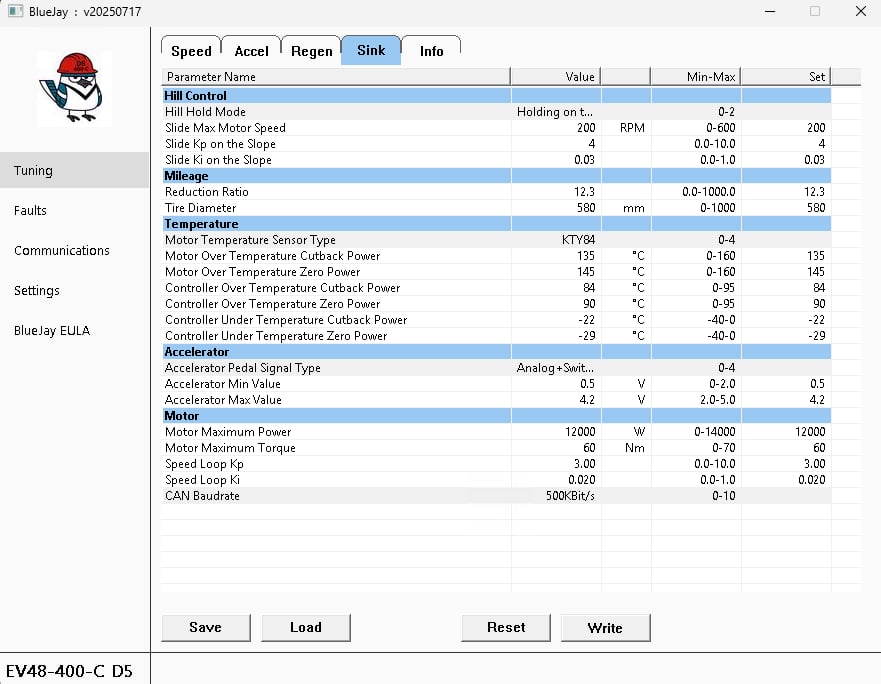 BlueJay : v20250717
D5
400-C
Tuning
Faults
Communications
Settings
BlueJay EULA
Speed Accel Regen Sink Info
Parameter Name Value Min-Max Set
Hill Control
Hill Hold Mode Holding on t... 0-2
Slide Max Motor Speed 200 RPM 0-600 200
Slide Kp on the Slope 4 0.0-10.0 4
Slide Ki on the Slope 0.03 0.0-1.0 0.03
Mileage
Reduction Ratio 12.3 0.0-1000.0 12.3
Tire Diameter 580 mm 0-1000 580
Temperature
Motor Temperature Sensor Type KTY84 0-4
Motor Over Temperature Cutback Power 135 °C 0-160 135
Motor Over Temperature Zero Power 145 °C 0-160 145
Controller Over Temperature Cutback Power 84 °C 0-95 84
Controller Over Temperature Zero Power 90 °C 0-95 90
Controller Under Temperature Cutback Power -22 °C -40-0 -22
Controller Under Temperature Zero Power -29 °C -40-0 -29
Accelerator
Accelerator Pedal Signal Type Analog+Swit... 0-4
Accelerator Min Value 0.5 V 0-2.0 0.5
Accelerator Max Value 4.2 V 2.0-5.0 4.2
Motor
Motor Maximum Power 12000 W 0-14000 12000
Motor Maximum Torque 60 Nm 0-70 60
Speed Loop Kp 3.00 0.0-10.0 3.00
Speed Loop Ki 0.020 0.0-1.0 0.020
CAN Baudrate 500KBit/s 0-10
Save Load Reset Write
EV48-400-C D5